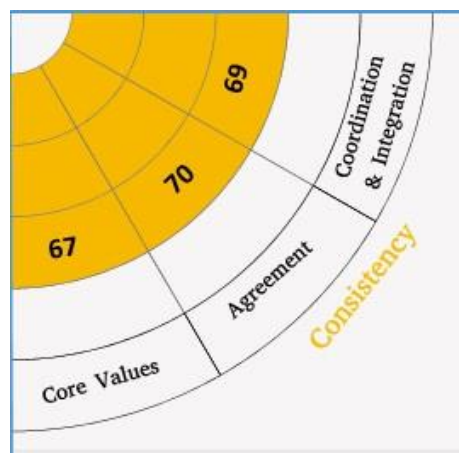 69
Coordination
& Integration
70
Agreement
Consistency
67
Core Values